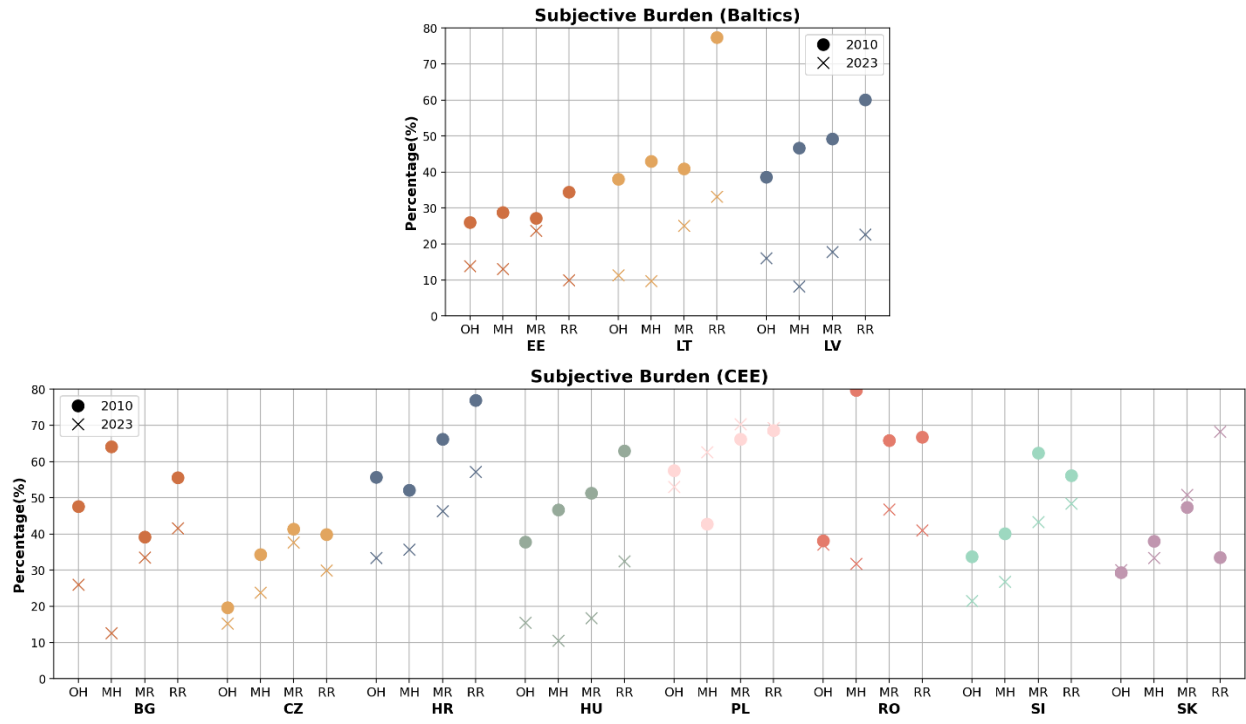 Subjective Burden (Baltics)
Percentage(%)
80
70
60
50
40
30
20
10
0
2010
2023
OH MH MR RR OH MH MR RR OH MH MR RR
EE LT LV
Subjective Burden (CEE)
Percentage(%)
80
70
60
50
40
30
20
10
0
2010
2023
OH MH MR RR OH MH MR RR OH MH MR RR OH MH MR RR OH MH MR RR OH MH MR RR OH MH MR RR OH MH MR RR
BG CZ HR HU PL RO SI SK